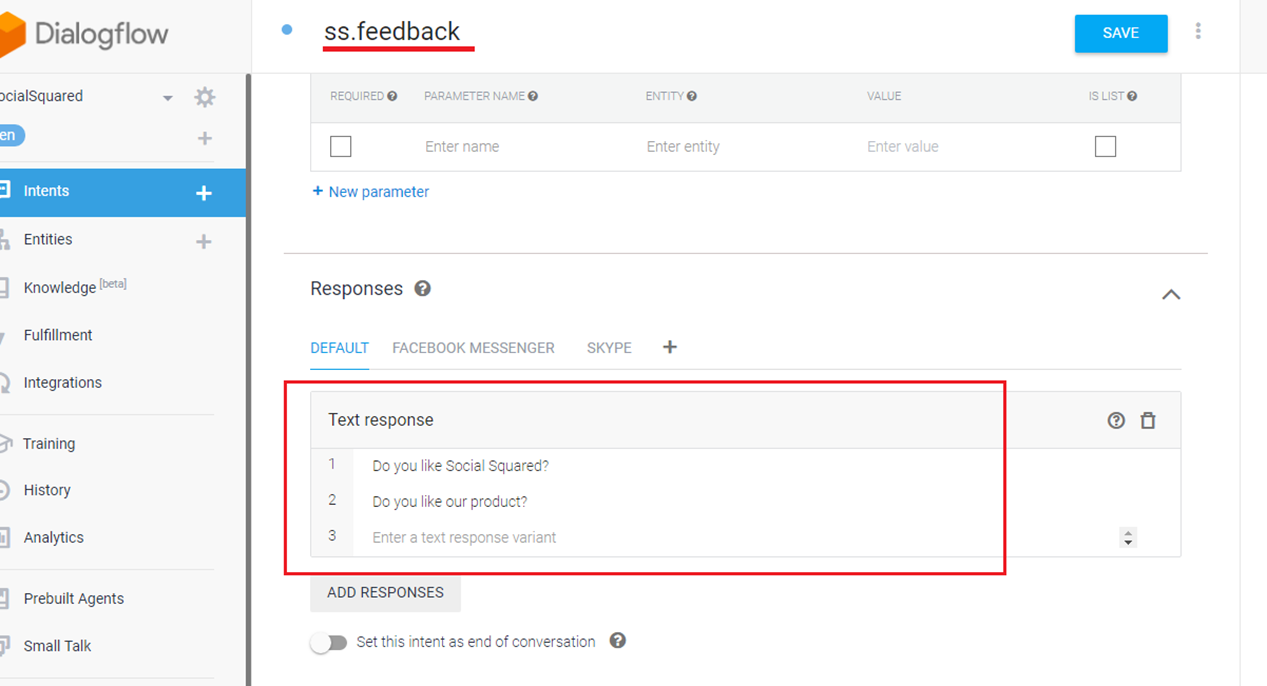 Dialogflow
ss.feedback
SAVE
ocialSquared
en
Intents
Entities
Knowledge [beta]
Fulfillment
Integrations
Training
History
Analytics
Prebuilt Agents
Small Talk
REQUIRED PARAMETER NAME ENTITY VALUE IS LIST
Enter name Enter entity Enter value
+ New parameter
Responses
DEFAULT FACEBOOK MESSENGER SKYPE +
Text response
1 Do you like Social Squared?
2 Do you like our product?
3 Enter a text response variant
ADD RESPONSES
Set this intent as end of conversation